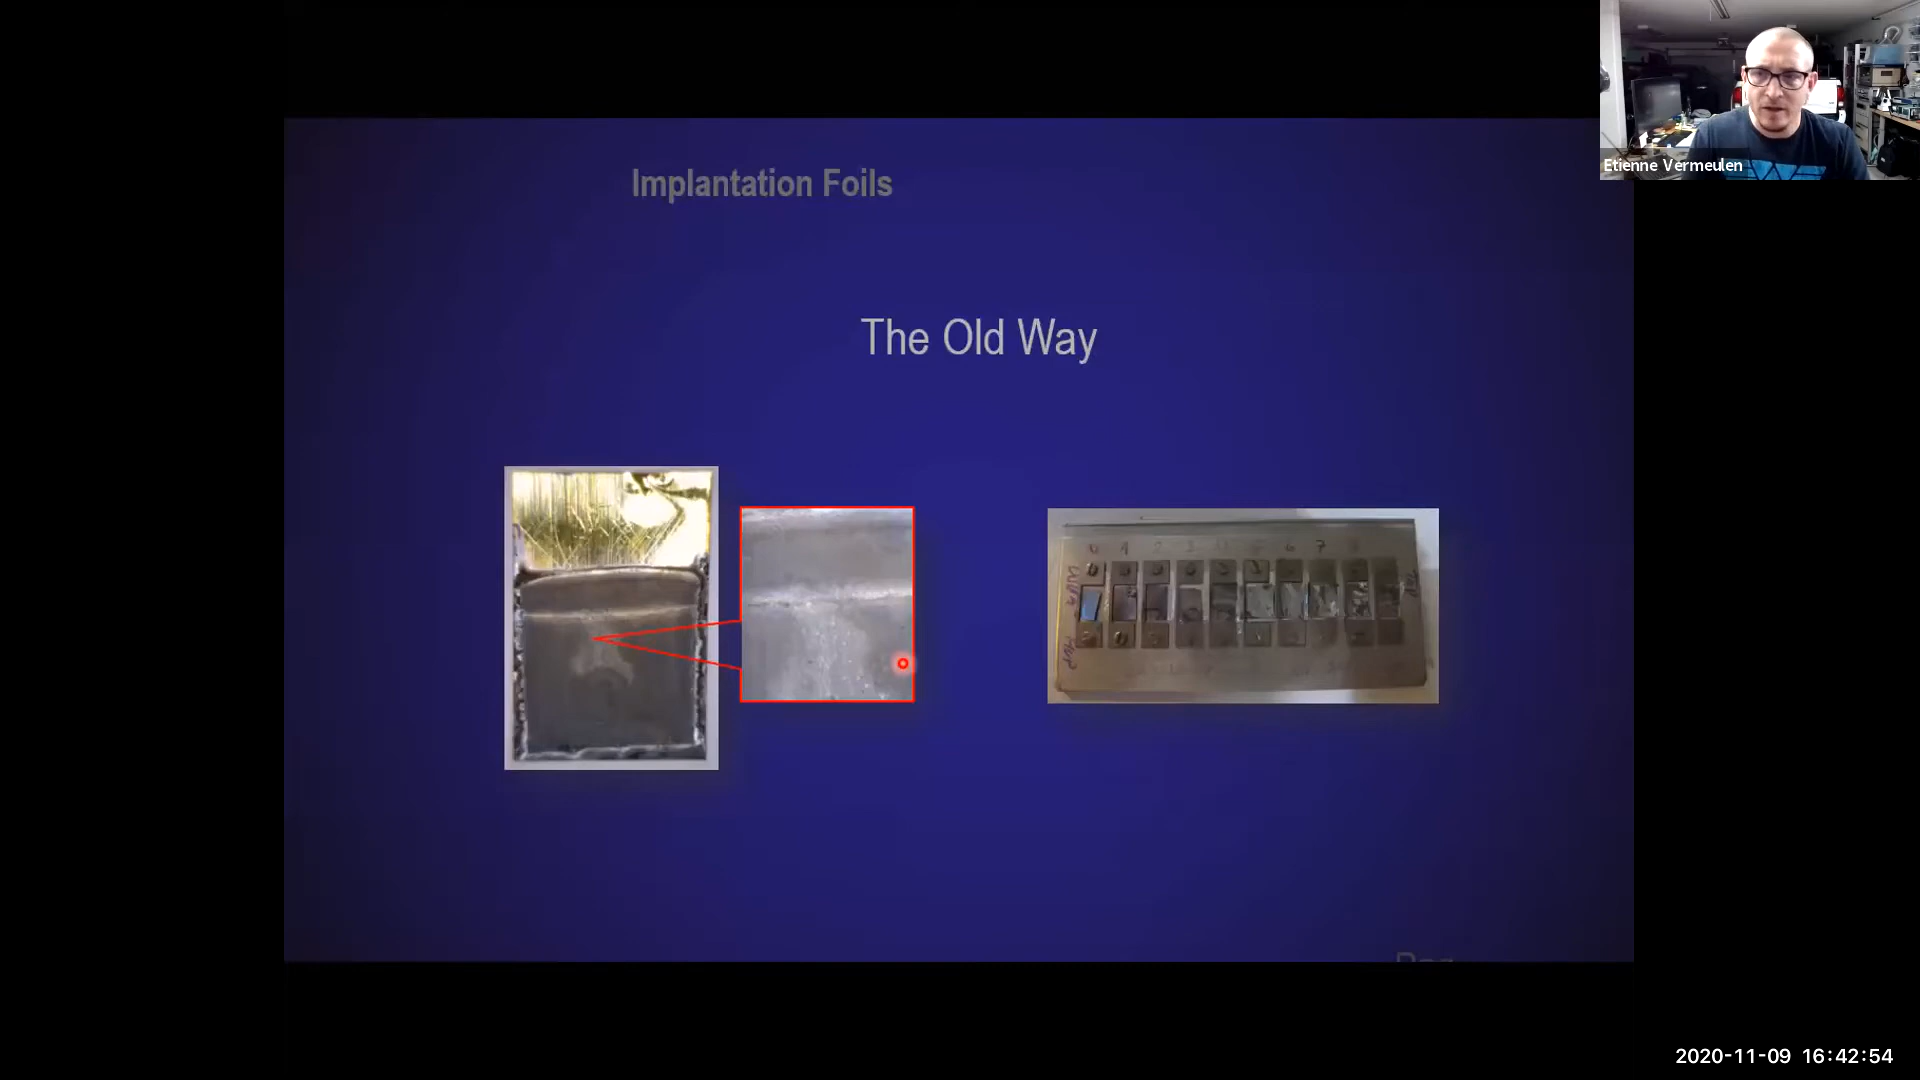 Etienne Vermeulen
Implantation Foils
The Old Way
2020-11-09 16:42:54